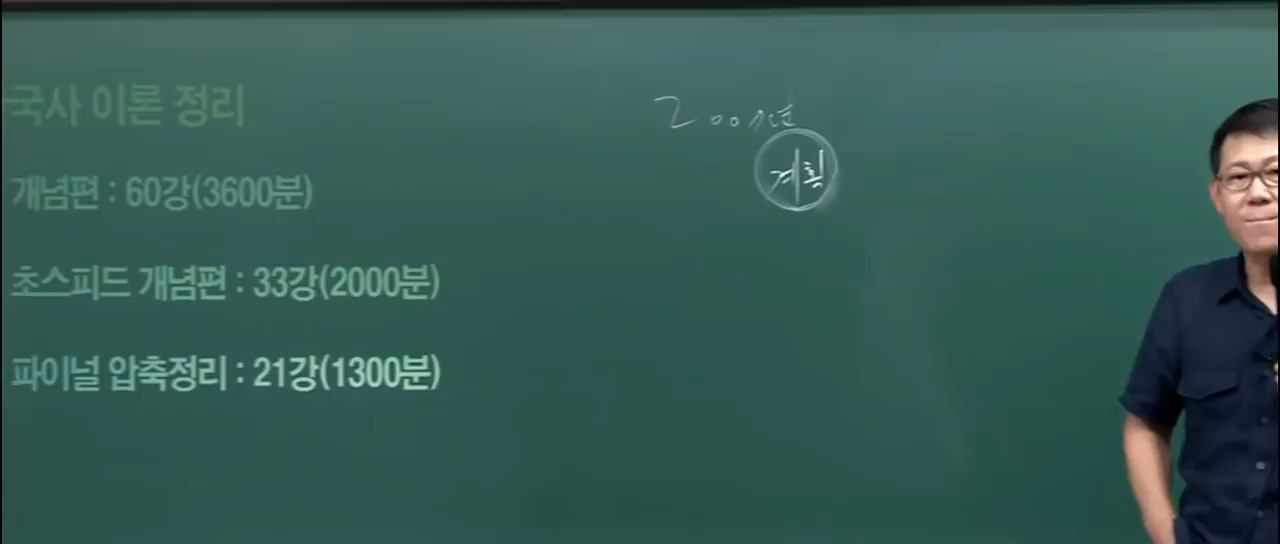 국사 이론 정리
개념편 : 60강(3600분)
초스피드 개념편 : 33강(2000분)
파이널 압축정리 : 21강(1300분)
계획